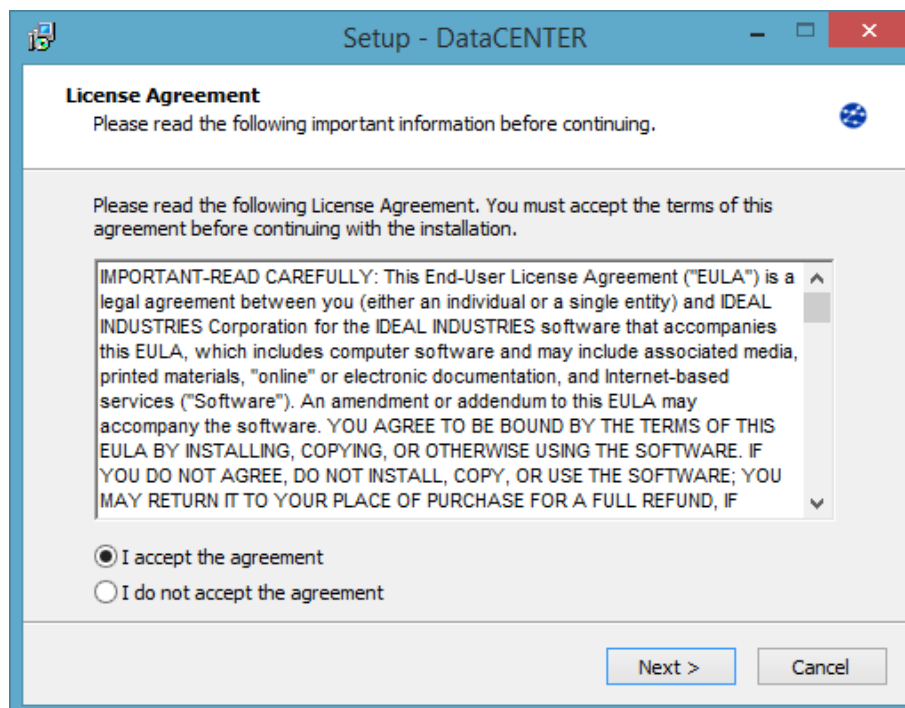 Setup - DataCENTER
License Agreement
Please read the following important information before continuing.
Please read the following License Agreement. You must accept the terms of this
agreement before continuing with the installation.
IMPORTANT-READ CAREFULLY: This End-User License Agreement ("EULA") is a
legal agreement between you (either an individual or a single entity) and IDEAL
INDUSTRIES Corporation for the IDEAL INDUSTRIES software that accompanies
this EULA, which includes computer software and may include associated media,
printed materials, "online" or electronic documentation, and Internet-based
services ("Software"). An amendment or addendum to this EULA may
accompany the software. YOU AGREE TO BE BOUND BY THE TERMS OF THIS
EULA BY INSTALLING, COPYING, OR OTHERWISE USING THE SOFTWARE. IF
YOU DO NOT AGREE, DO NOT INSTALL, COPY, OR USE THE SOFTWARE; YOU
MAY RETURN IT TO YOUR PLACE OF PURCHASE FOR A FULL REFUND, IF
I accept the agreement
I do not accept the agreement
Next > Cancel